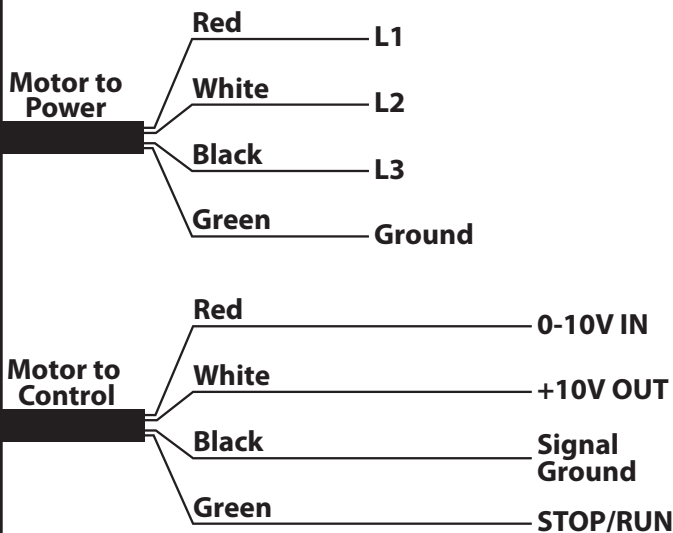 Motor to
Power
Red
L1
White
L2
Black
L3
Green
Ground
Motor to
Control
Red
0-10V IN
White
+10V OUT
Black
Signal
Ground
Green
STOP/RUN